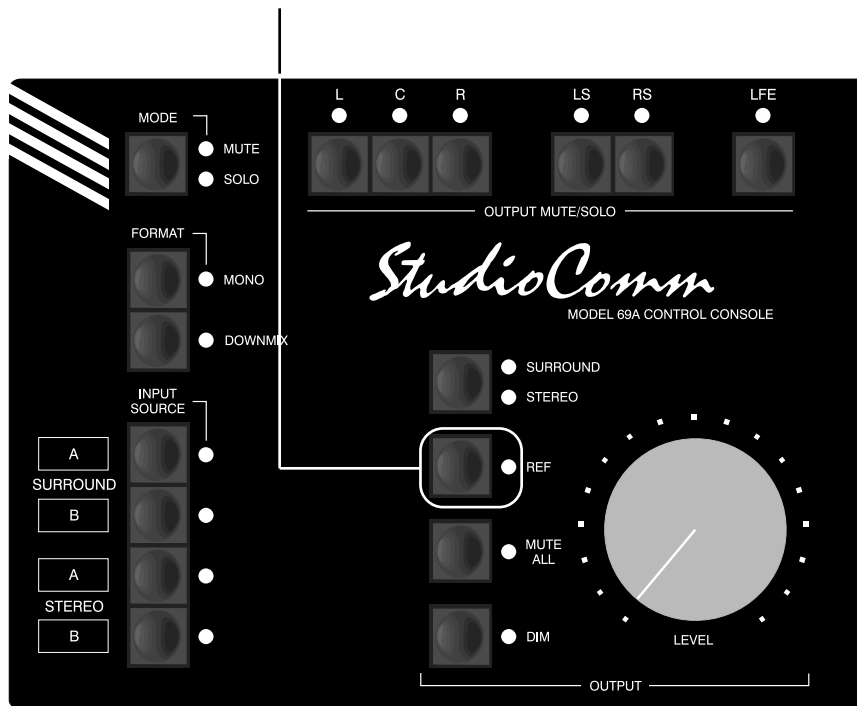 L C R LS RS LFE
MODE
MUTE
SOLO
OUTPUT MUTE/SOLO
FORMAT
MONO
DOWNMIX
StudioComm
MODEL 69A CONTROL CONSOLE
SURROUND
STEREO
INPUT
SOURCE
A
SURROUND
B
A
STEREO
B
REF
MUTE
ALL
DIM
LEVEL
OUTPUT